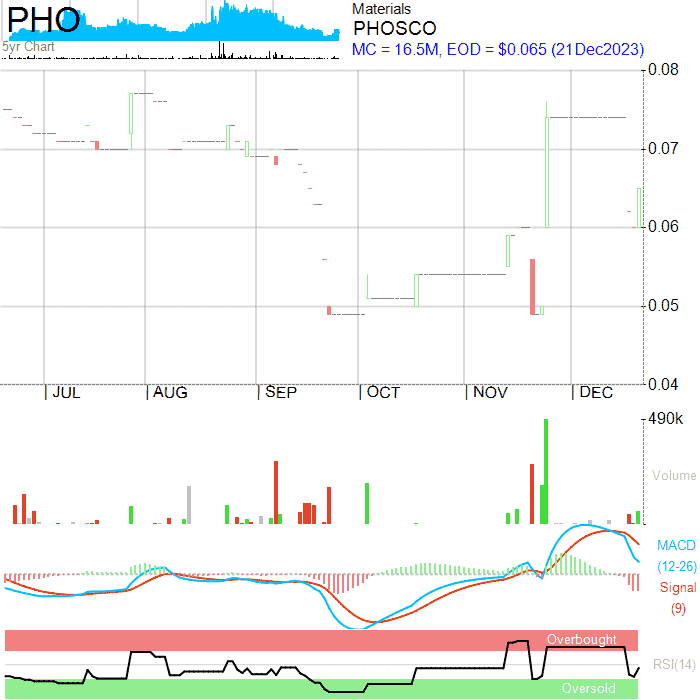 PHO
5yr Chart
Materials
PHOSCO
MC = 16.5M, EOD = $0.065 (21Dec2023)
0.08
0.07
0.06
0.05
0.04
JUL AUG SEP OCT NOV DEC
490k
Volume
MACD
(12-26)
Signal
(9)
Overbought
RSI(14)
Oversold